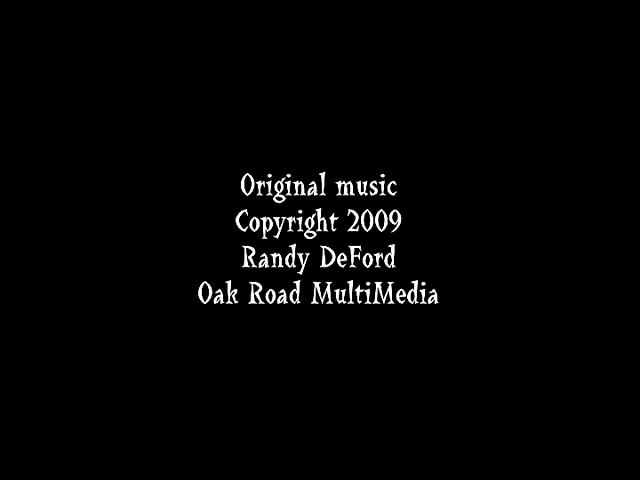 Original music
Copyright 2009
Randy DeFord
Oak Road MultiMedia